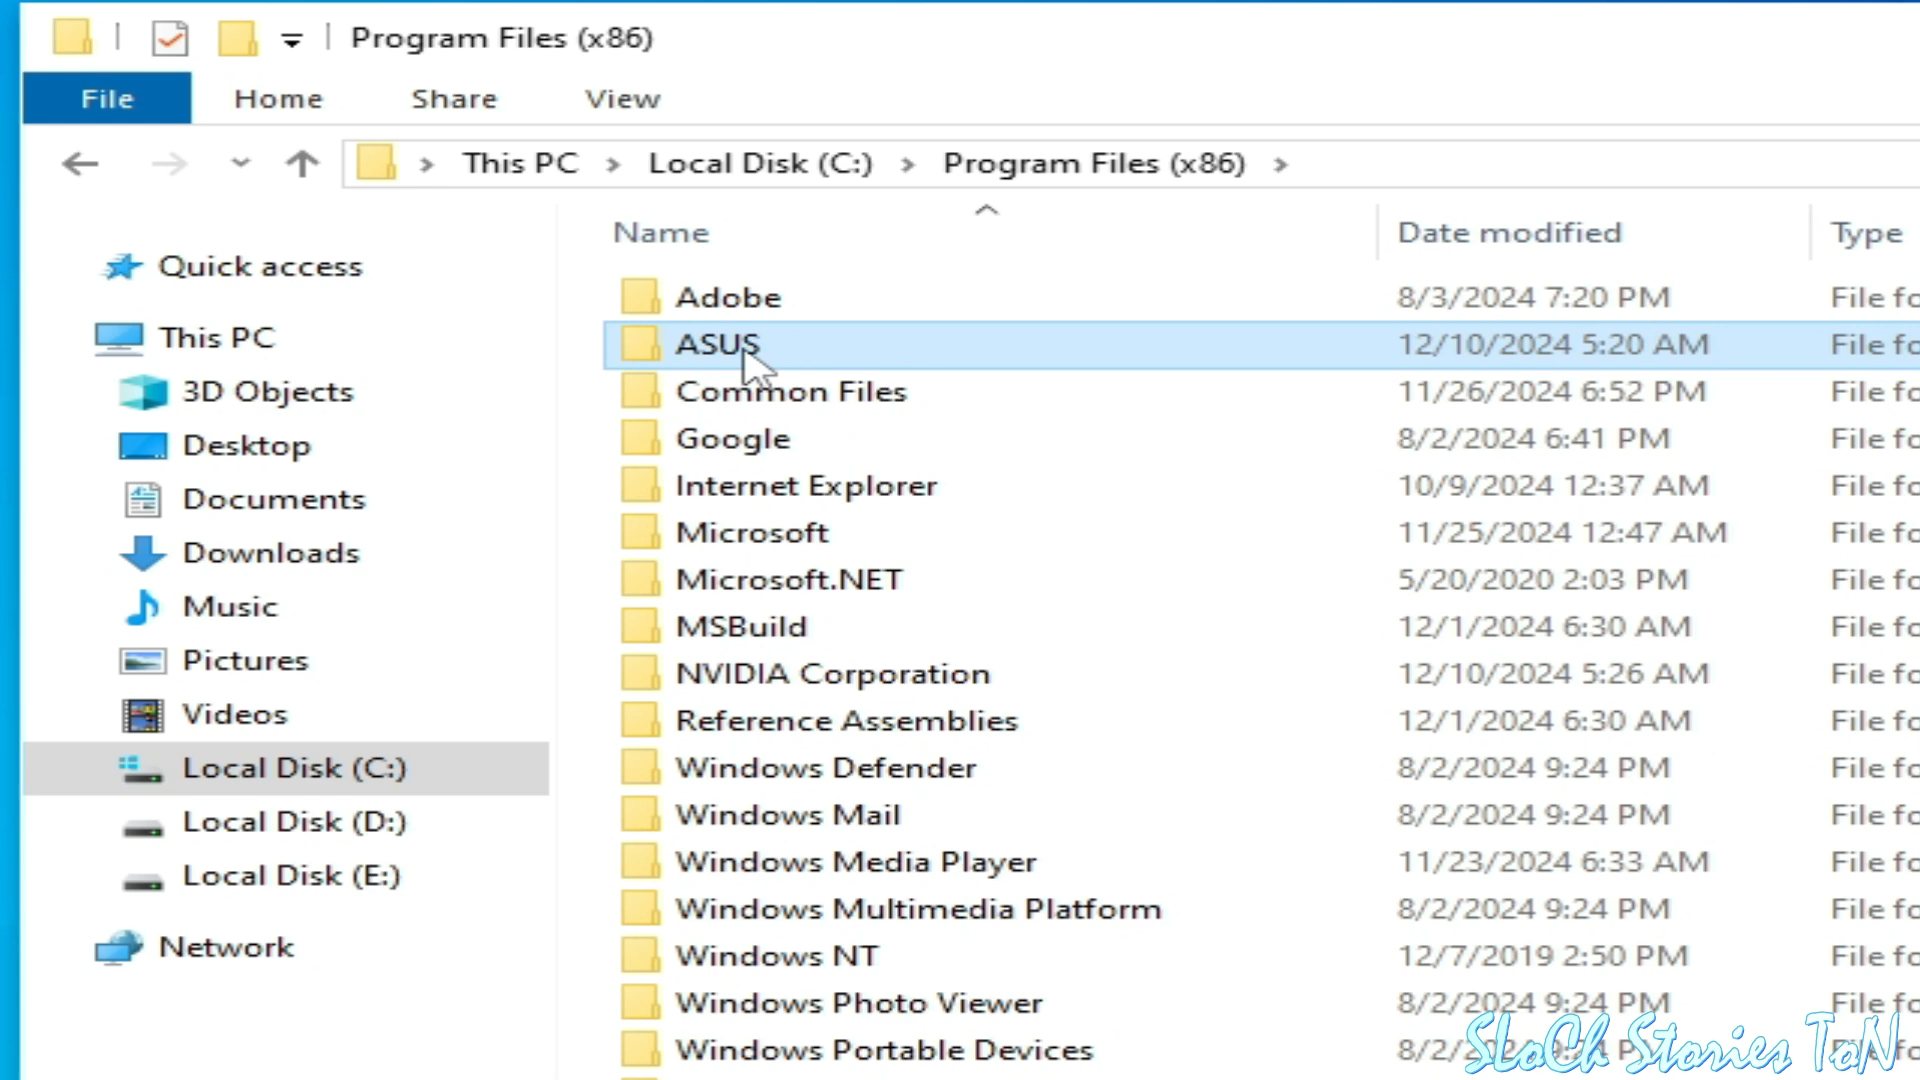 Program Files (x86)
File Home Share View
This PC Local Disk (C:) Program Files (x86)
Name Date modified Type
Quick access
This PC
3D Objects
Desktop
Documents
Downloads
Music
Pictures
Videos
Local Disk (C:)
Local Disk (D:)
Local Disk (E:)
Network
Adobe 8/3/2024 7:20 PM File fo
ASUS 12/10/2024 5:20 AM File fo
Common Files 11/26/2024 6:52 PM File fo
Google 8/2/2024 6:41 PM File fo
Internet Explorer 10/9/2024 12:37 AM File fo
Microsoft 11/25/2024 12:47 AM File fo
Microsoft.NET 5/20/2020 2:03 PM File fo
MSBuild 12/1/2024 6:30 AM File fo
NVIDIA Corporation 12/10/2024 5:26 AM File fo
Reference Assemblies 12/1/2024 6:30 AM File fo
Windows Defender 8/2/2024 9:24 PM File fo
Windows Mail 8/2/2024 9:24 PM File fo
Windows Media Player 11/23/2024 6:33 AM File fo
Windows Multimedia Platform 8/2/2024 9:24 PM File fo
Windows NT 12/7/2019 2:50 PM File fo
Windows Photo Viewer 8/2/2024 9:24 PM File fo
Windows Portable Devices
SLoCh Stories ToN